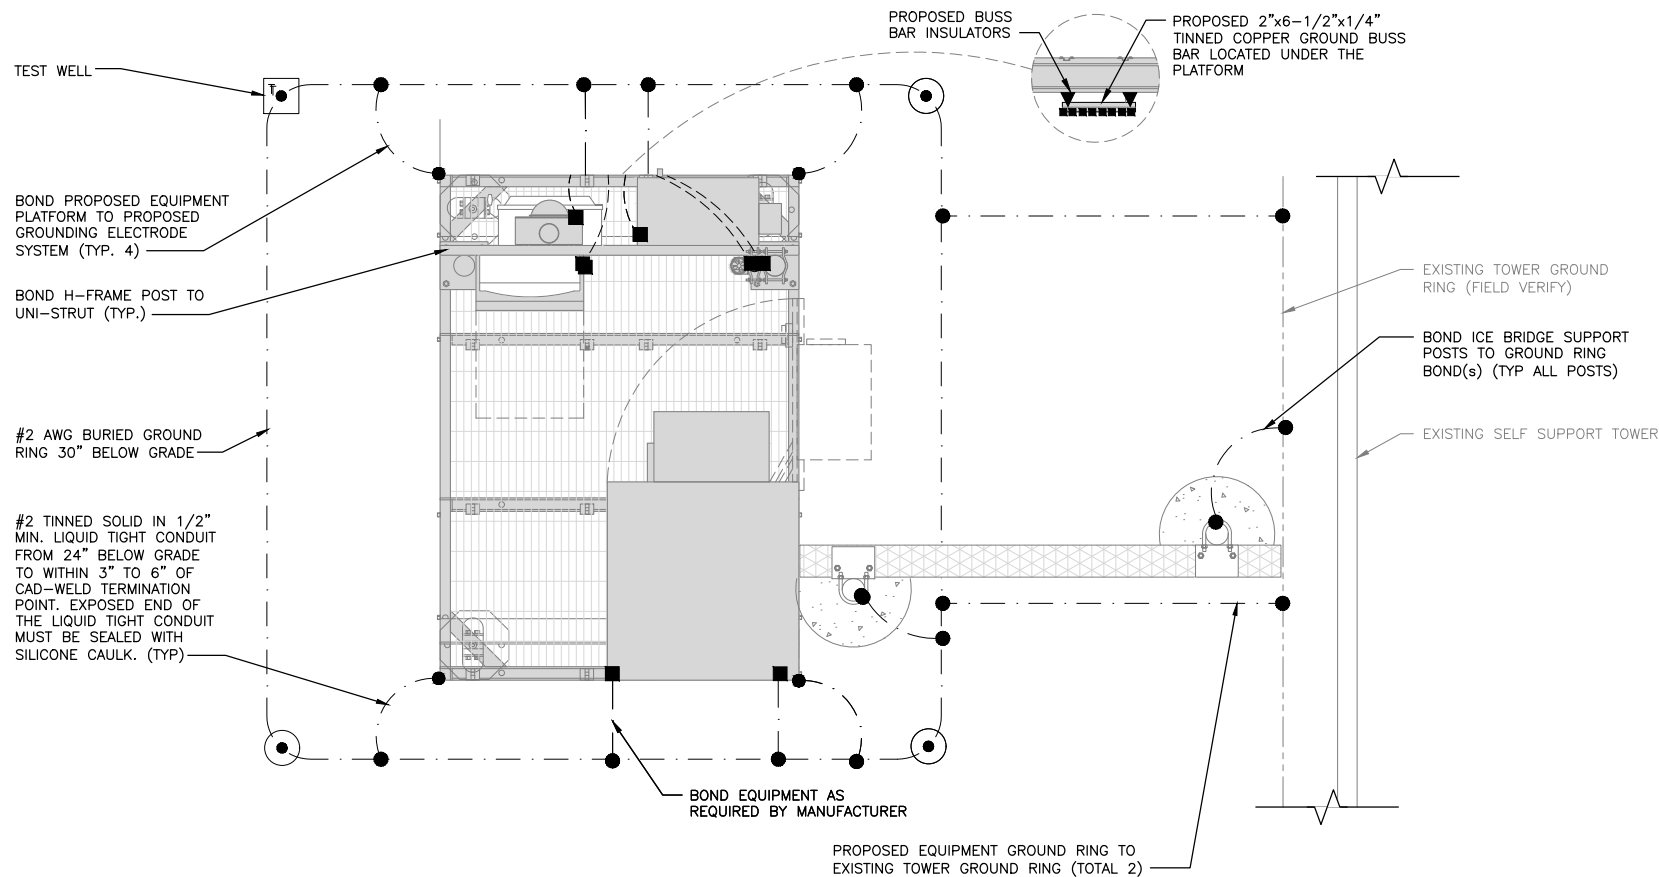 PROPOSED BUSS
BAR INSULATORS
PROPOSED 2"x6-1/2"x1/4"
TINNED COPPER GROUND BUSS
BAR LOCATED UNDER THE
PLATFORM
TEST WELL
T
BOND PROPOSED EQUIPMENT
PLATFORM TO PROPOSED
GROUNDING ELECTRODE
SYSTEM (TYP. 4)
BOND H-FRAME POST TO
UNI-STRUT (TYP.)
EXISTING TOWER GROUND
RING (FIELD VERIFY)
BOND ICE BRIDGE SUPPORT
POSTS TO GROUND RING
BOND(s) (TYP ALL POSTS)
#2 AWG BURIED GROUND
RING 30" BELOW GRADE
EXISTING SELF SUPPORT TOWER
#2 TINNED SOLID IN 1/2"
MIN. LIQUID TIGHT CONDUIT
FROM 24" BELOW GRADE
TO WITHIN 3" TO 6" OF
CAD-WELD TERMINATION
POINT. EXPOSED END OF
THE LIQUID TIGHT CONDUIT
MUST BE SEALED WITH
SILICONE CAULK. (TYP)
BOND EQUIPMENT AS
REQUIRED BY MANUFACTURER
PROPOSED EQUIPMENT GROUND RING TO
EXISTING TOWER GROUND RING (TOTAL 2)